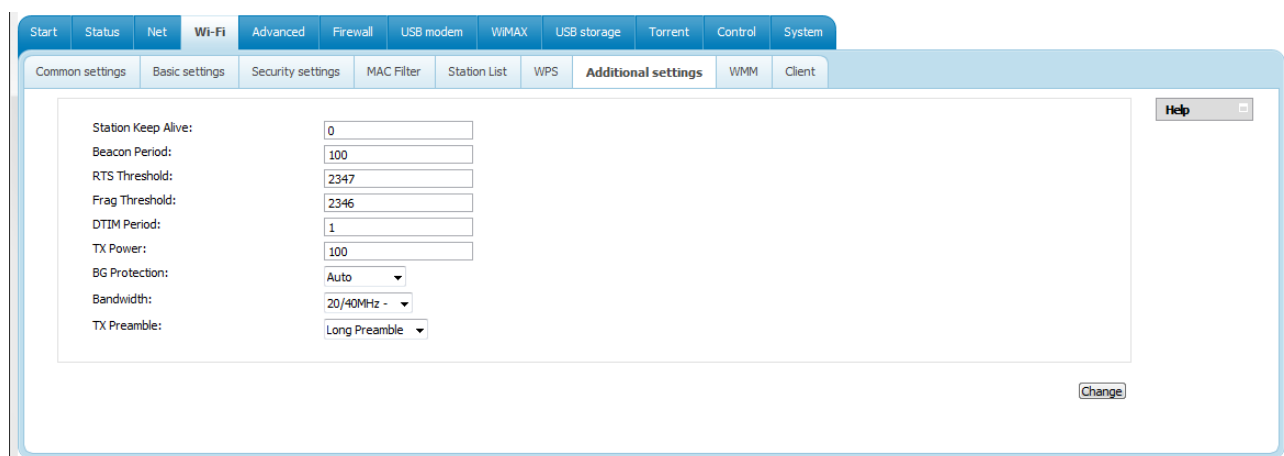 Start Status Net Wi-Fi Advanced Firewall USB modem WiMAX USB storage Torrent Control System
Common settings Basic settings Security settings MAC Filter Station List WPS Additional settings WMM Client
Help
Station Keep Alive: 0
Beacon Period: 100
RTS Threshold: 2347
Frag Threshold: 2346
DTIM Period: 1
TX Power: 100
BG Protection: Auto
Bandwidth: 20/40MHz -
TX Preamble: Long Preamble
Change